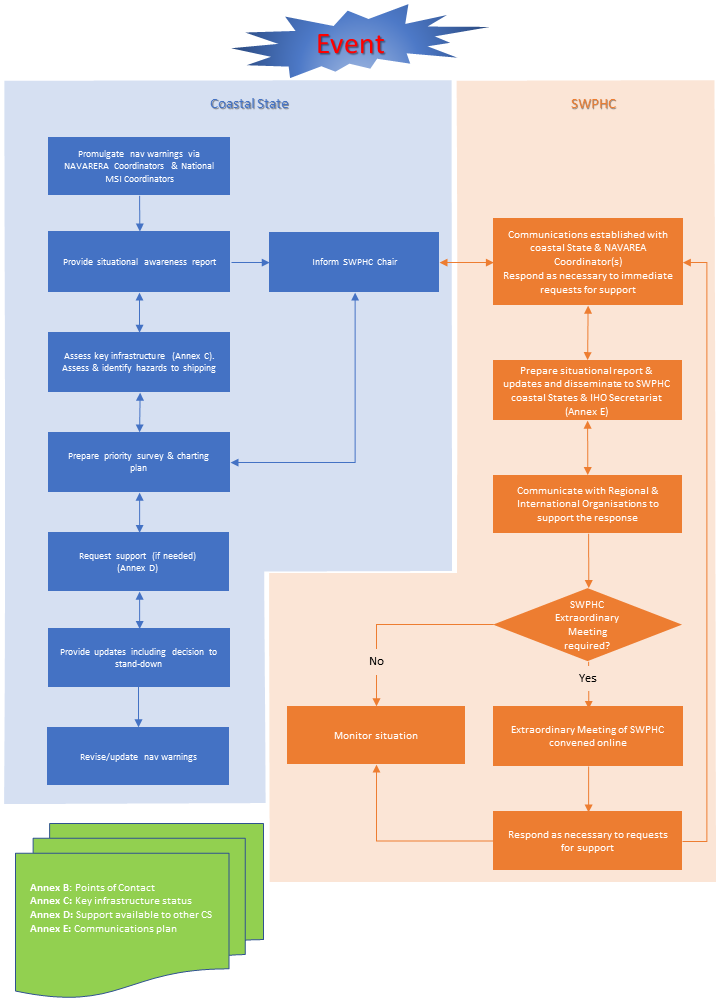 Event
Coastal State
Promulgate nav warnings via
NAVARERA Coordinators & National
MSI Coordinators
Provide situational awareness report
Inform SWPHC Chair
Assess key infrastructure (Annex C).
Assess & identify hazards to shipping
Prepare priority survey & charting
plan
Request support (if needed)
(Annex D)
Provide updates including decision to
stand-down
Revise/update nav warnings
SWPHC
Communications established with
coastal State & NAVAREA
Coordinator(s)
Respond as necessary to immediate
requests for support
Prepare situational report &
updates and disseminate to SWPHC
coastal States & IHO Secretariat
(Annex E)
Communicate with Regional &
International Organisations to
support the response
SWPHC
Extraordinary
Meeting
required?
No
Yes
Monitor situation
Extraordinary Meeting of SWPHC
convened online
Respond as necessary to requests
for support
Annex B: Points of Contact
Annex C: Key infrastructure status
Annex D: Support available to other CS
Annex E: Communications plan